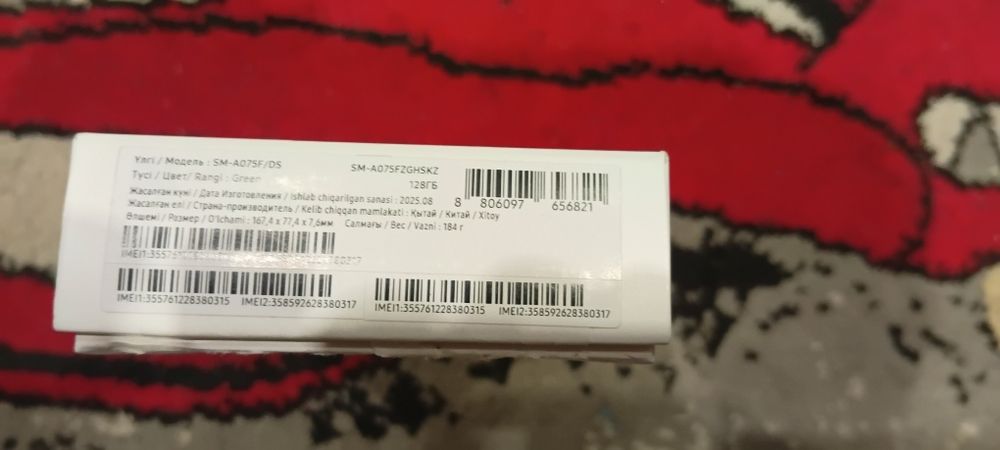 Үлгі / Модель : SM-A075F/DS
SM-A075FZGHSKZ
Түсі / Цвет/ Rangi : Green
128ГБ
8 806097 656821
Жасалған күні / Дата Изготовления / Ishlab chiqarilgan sanasi : 2025.08
Жасалған елі / Страна-производитель / Kelib chiqqan mamlakati : Қытай / Китай / Xitoy
Өлшемі / Размер / O'lchami : 167,4 x 77,4 x 7,6мм Салмағы / Вес / Vazni : 184 г
IMEI1:355761228380315 IMEI2:358592628380317
IMEI1:355761228380315 IMEI2:358592628380317